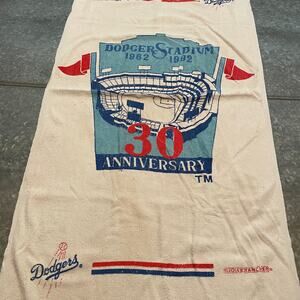 DODGER STADIUM
1962 1992
30
ANNIVERSARY
TM
Dodgers